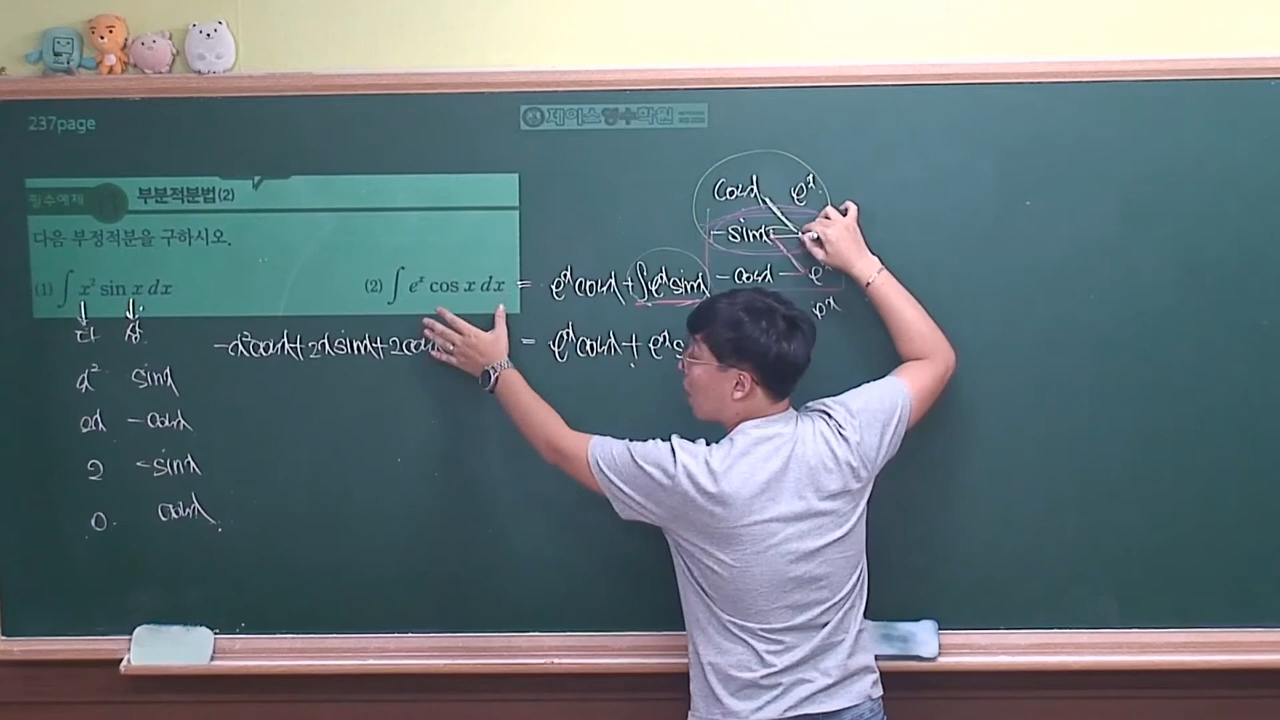 237page
제이스영수학원
필수예제
부분적분법(2)
다음 부정적분을 구하시오.
(1) ∫ x² sin x dx
(2) ∫ eˣ cos x dx
= eˣcosx + ∫eˣsinx
다 삼
-x²cosx + 2xsinx + 2cos
= eˣcosx + eˣs
x² sinx
2x -cosx
2 -sinx
0 cosx
cosx eˣ
-sinx
-cosx eˣ
eˣ